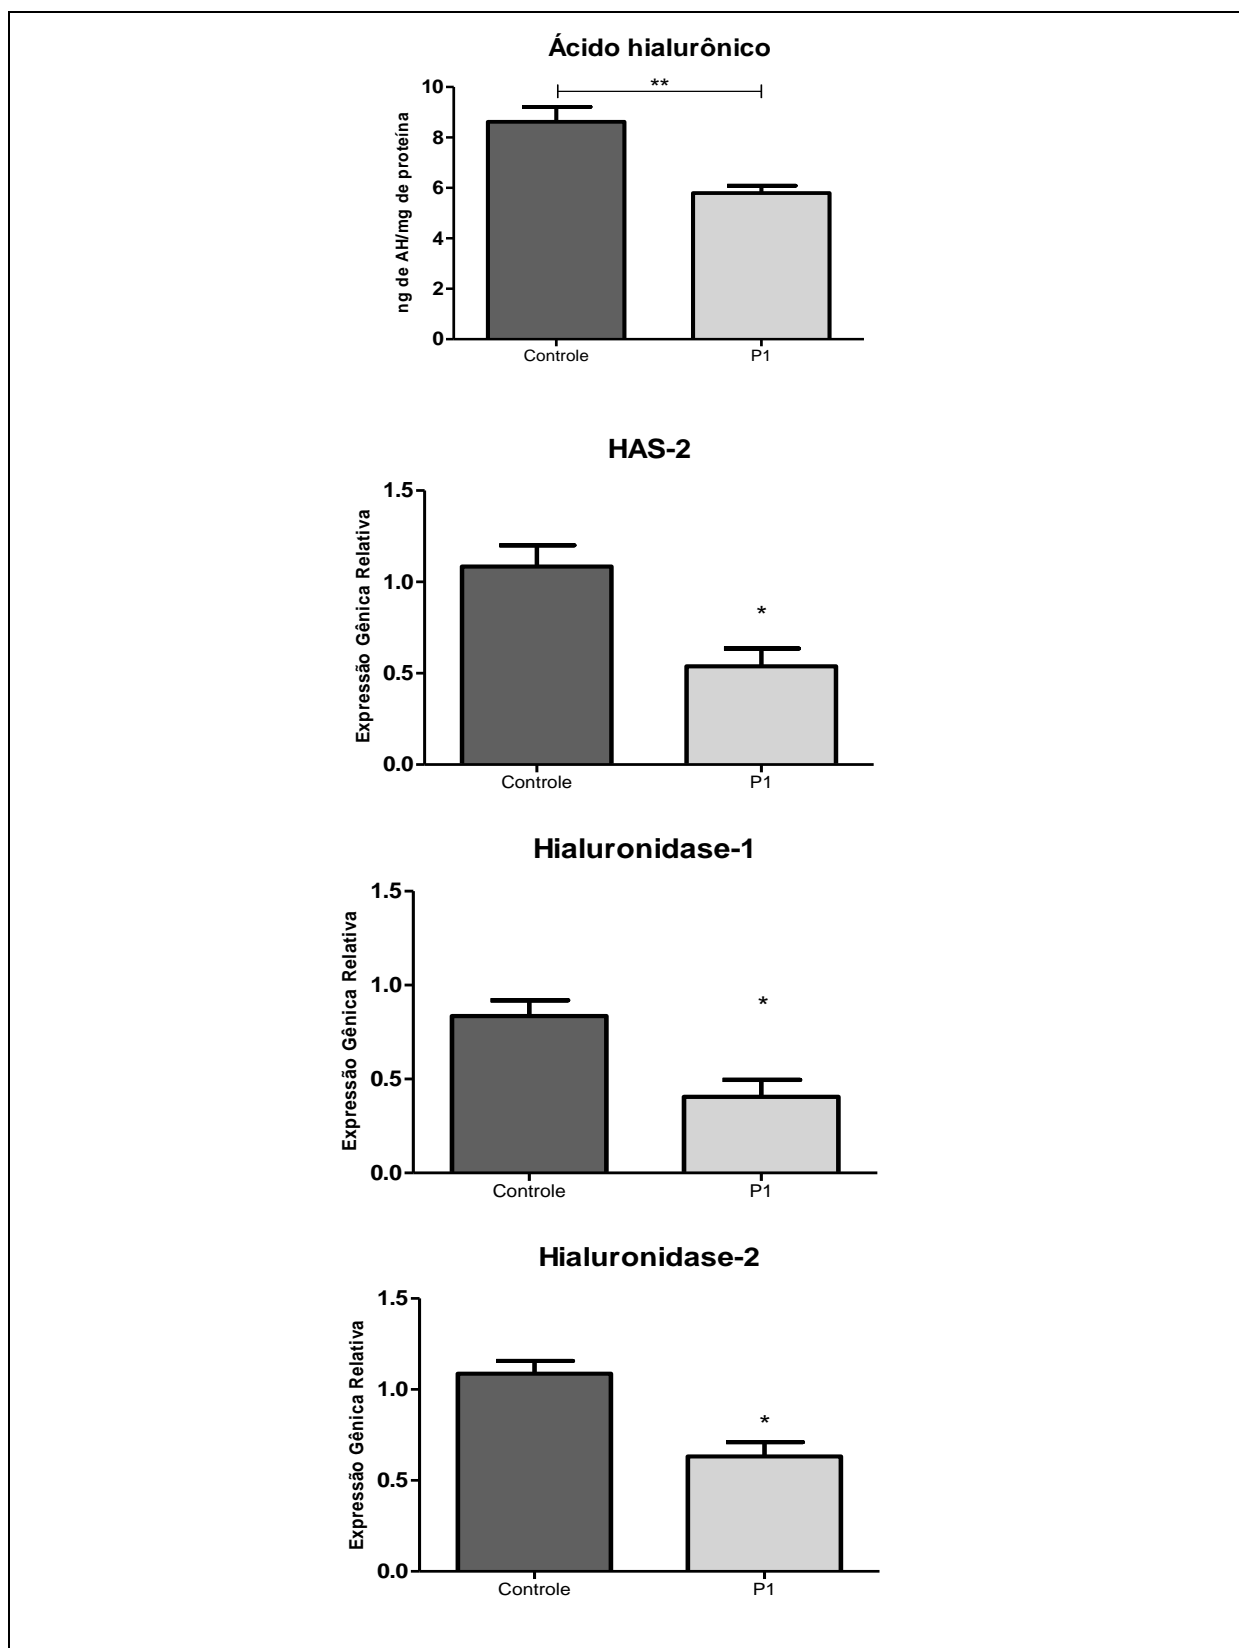 Ácido hialurônico
**
ng de AH/mg de proteína
10
8
6
4
2
0
Controle P1
HAS-2
Expressão Gênica Relativa
1.5
1.0
*
0.5
0.0
Controle P1
Hialuronidase-1
Expressão Gênica Relativa
1.5
1.0
*
0.5
0.0
Controle P1
Hialuronidase-2
Expressão Gênica Relativa
1.5
1.0
*
0.5
0.0
Controle P1